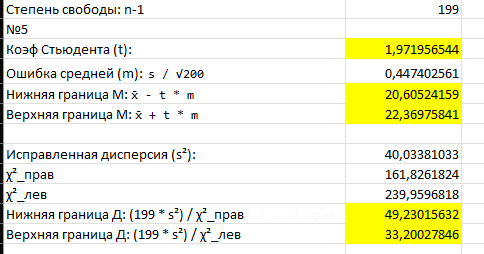 Степень свободы: n-1 199
№5
Коэф Стьюдента (t): 1,971956544
Ошибка средней (m): s / √200 0,447402561
Нижняя граница М: x̄ - t * m 20,60524159
Верхняя граница М: x̄ + t * m 22,36975841
Исправленная дисперсия (s²): 40,03381033
χ²_прав 161,8261824
χ²_лев 239,9596818
Нижняя граница Д: (199 * s²) / χ²_прав 49,23015632
Верхняя граница Д: (199 * s²) / χ²_лев 33,20027846